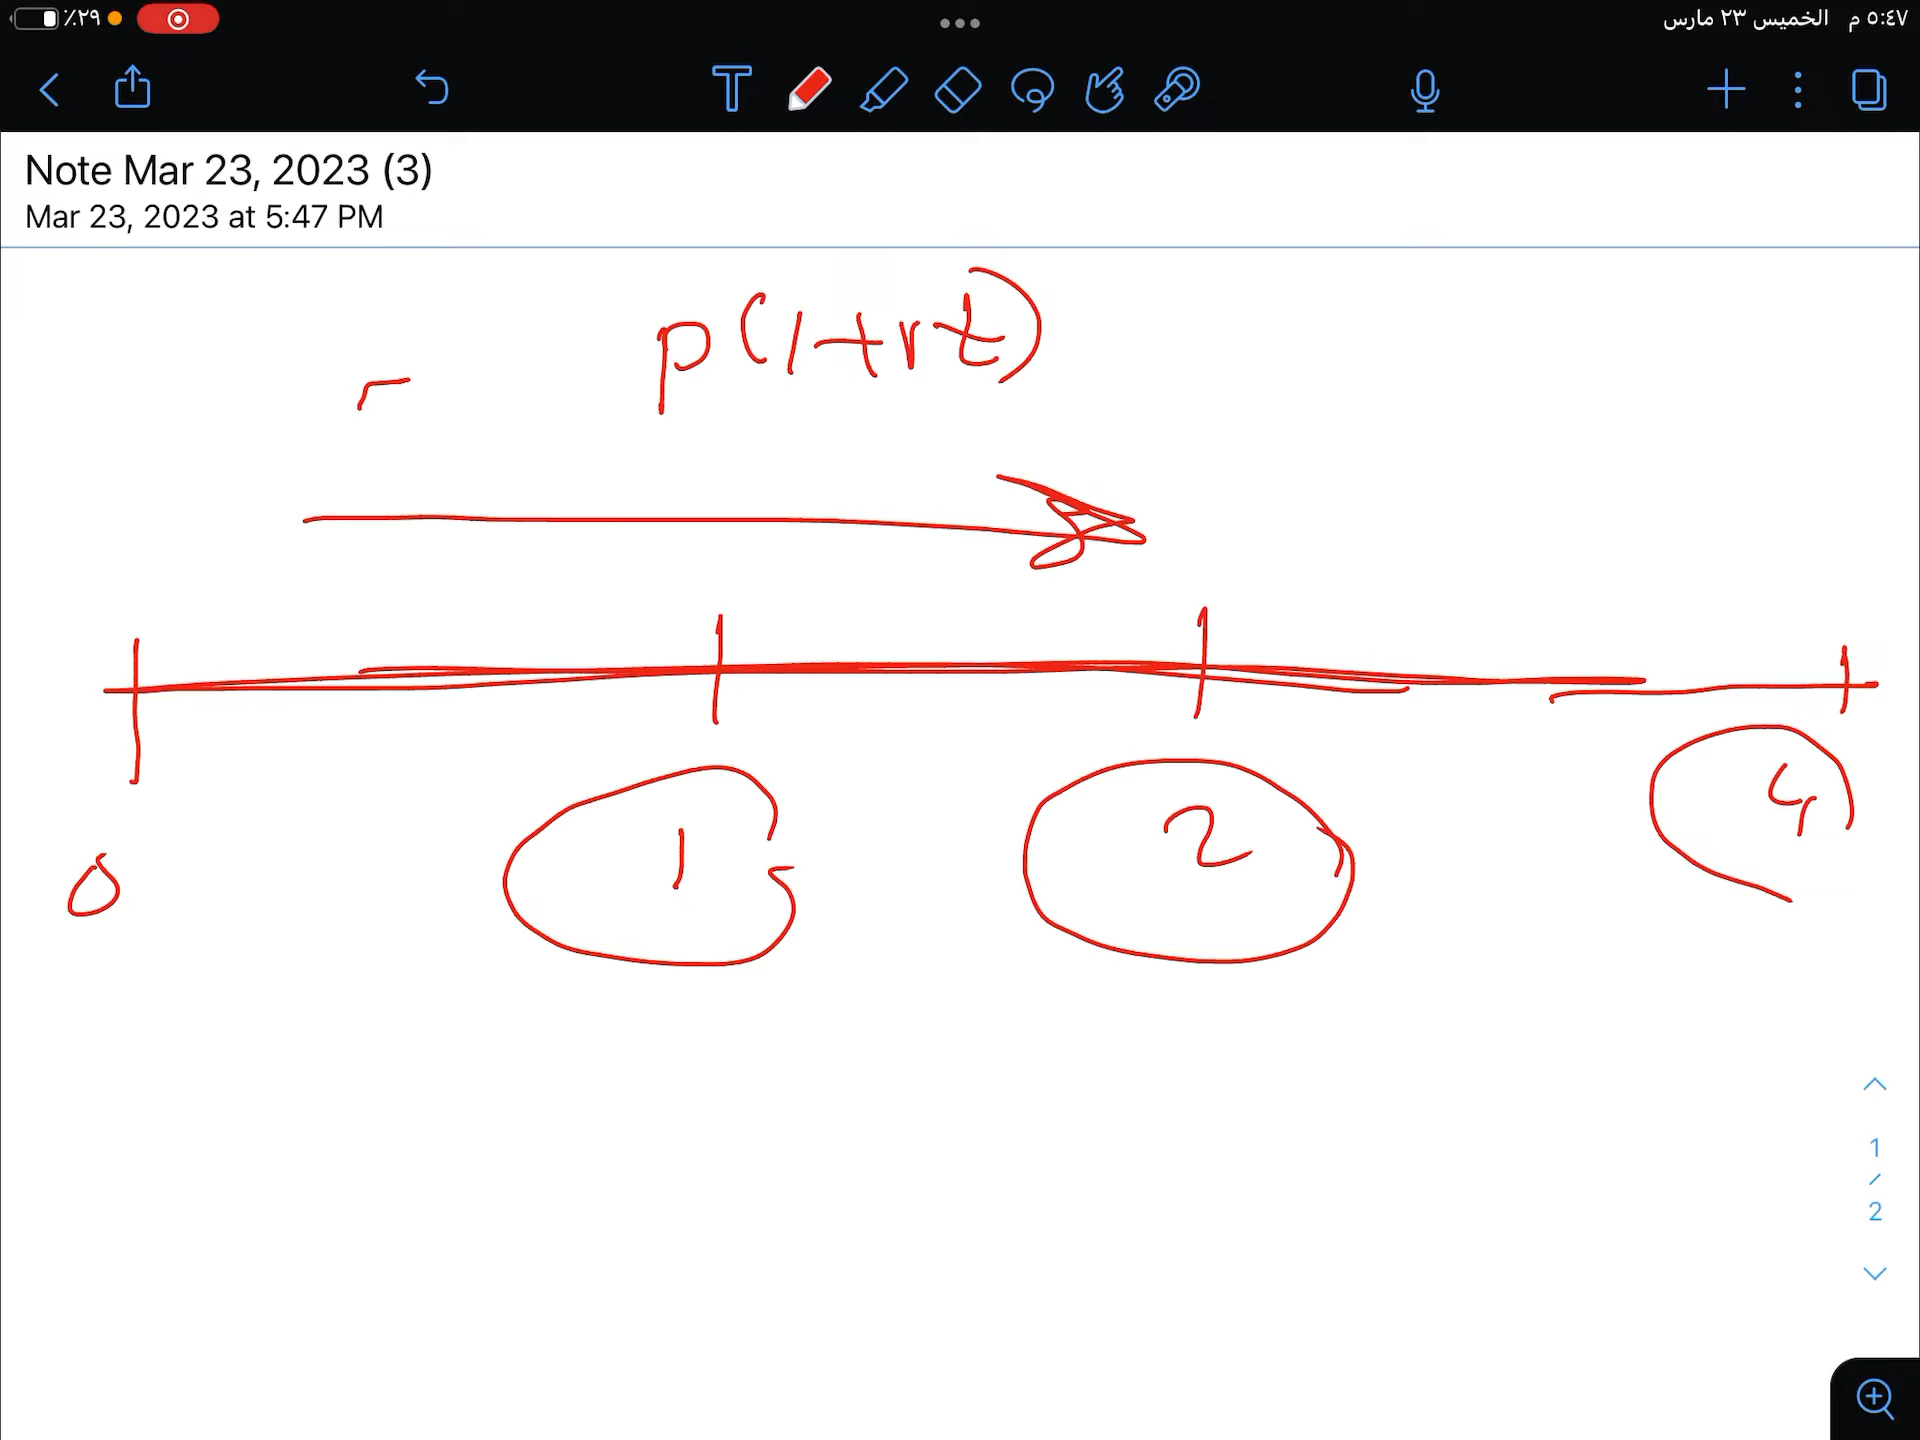 ٪٢٩
٥:٤٧ م الخميس ٢٣ مارس
Note Mar 23, 2023 (3)
Mar 23, 2023 at 5:47 PM
p(1+rt)
0 1 2 4
1
/
2